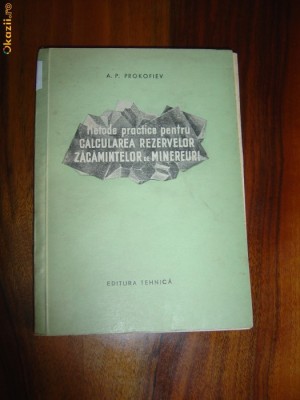 Okazii.ro
A. P. PROKOFIEV
Metode practice pentru
CALCULAREA REZERVELOR
ZĂCĂMINTELOR de MINEREURI
EDITURA TEHNICĂ